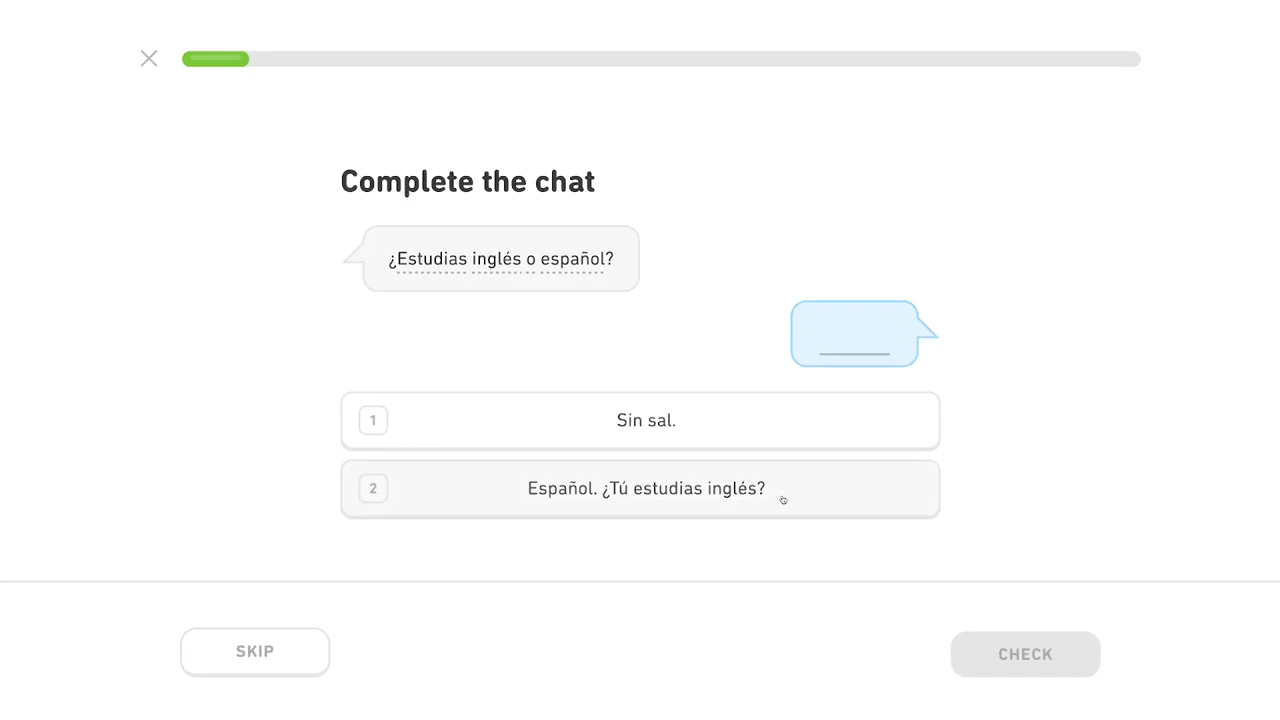 Complete the chat
¿Estudias inglés o español?
1 Sin sal.
2 Español. ¿Tú estudias inglés?
SKIP
CHECK